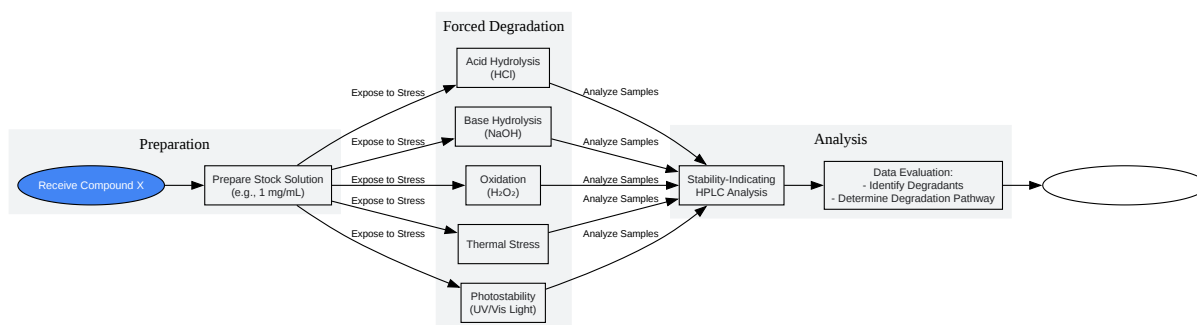 Preparation
Receive Compound X
Prepare Stock Solution
(e.g., 1 mg/mL)
Expose to Stress
Expose to Stress
Expose to Stress
Expose to Stress
Expose to Stress
Forced Degradation
Acid Hydrolysis
(HCl)
Base Hydrolysis
(NaOH)
Oxidation
(H₂O₂)
Thermal Stress
Photostability
(UV/Vis Light)
Analyze Samples
Analyze Samples
Analyze Samples
Analyze Samples
Analyze Samples
Analysis
Stability-Indicating
HPLC Analysis
Data Evaluation:
- Identify Degradants
- Determine Degradation Pathway